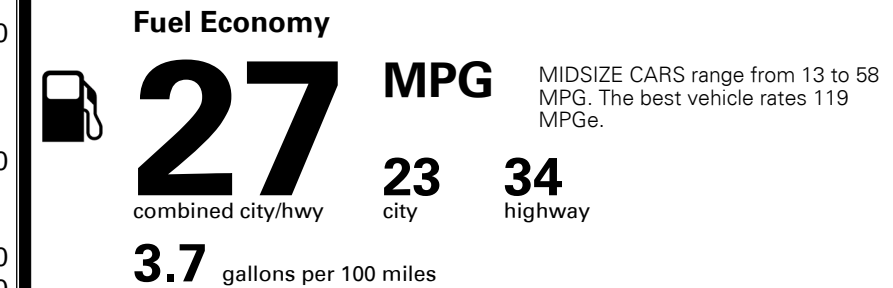 Fuel Economy
27 MPG
MIDSIZE CARS range from 13 to 58
MPG. The best vehicle rates 119
MPGe.
23 34
combined city/hwy city highway
3.7 gallons per 100 miles